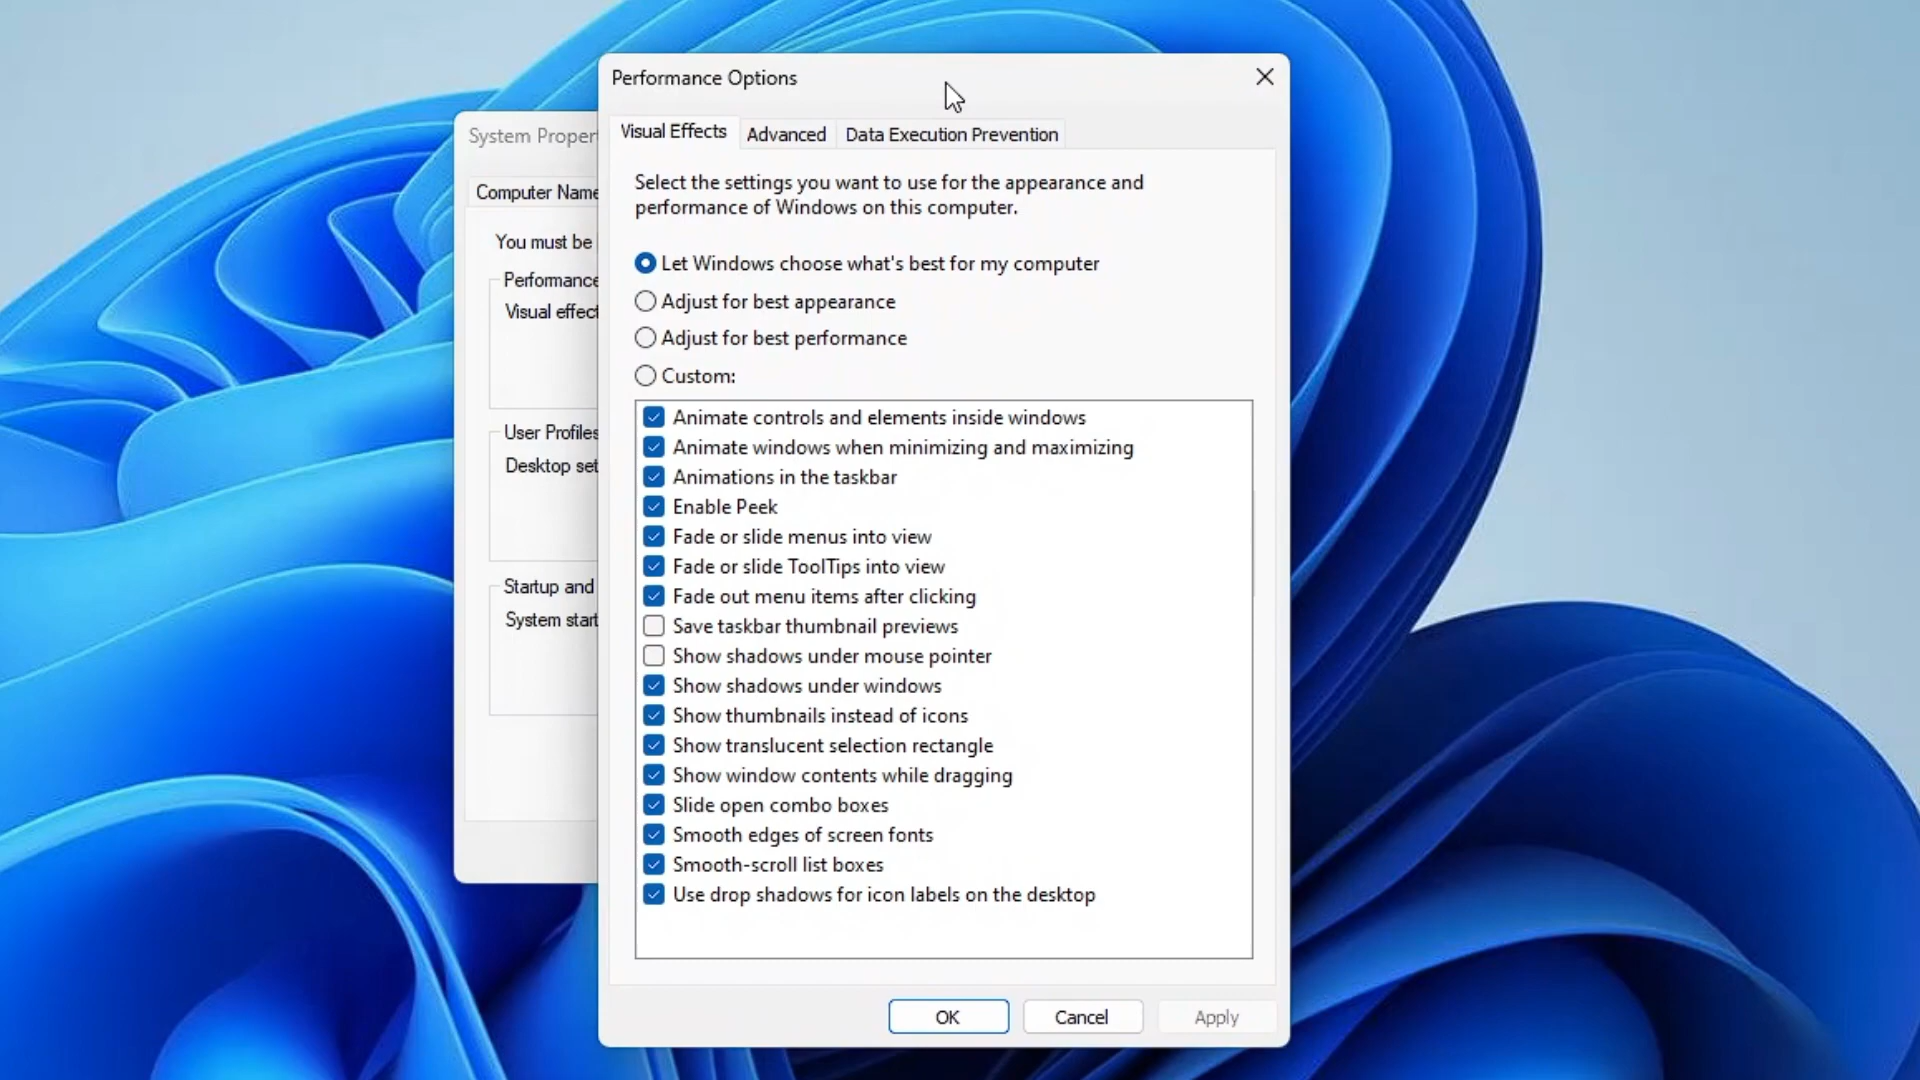 Performance Options
System Propert
Visual Effects
Advanced
Data Execution Prevention
Computer Name
Select the settings you want to use for the appearance and
performance of Windows on this computer.
You must be
Performance
Visual effect
Let Windows choose what's best for my computer
Adjust for best appearance
Adjust for best performance
Custom:
Animate controls and elements inside windows
Animate windows when minimizing and maximizing
Animations in the taskbar
Enable Peek
Fade or slide menus into view
Fade or slide ToolTips into view
Fade out menu items after clicking
Save taskbar thumbnail previews
Show shadows under mouse pointer
Show shadows under windows
Show thumbnails instead of icons
Show translucent selection rectangle
Show window contents while dragging
Slide open combo boxes
Smooth edges of screen fonts
Smooth-scroll list boxes
Use drop shadows for icon labels on the desktop
User Profiles
Desktop set
Startup and
System start
OK
Cancel
Apply